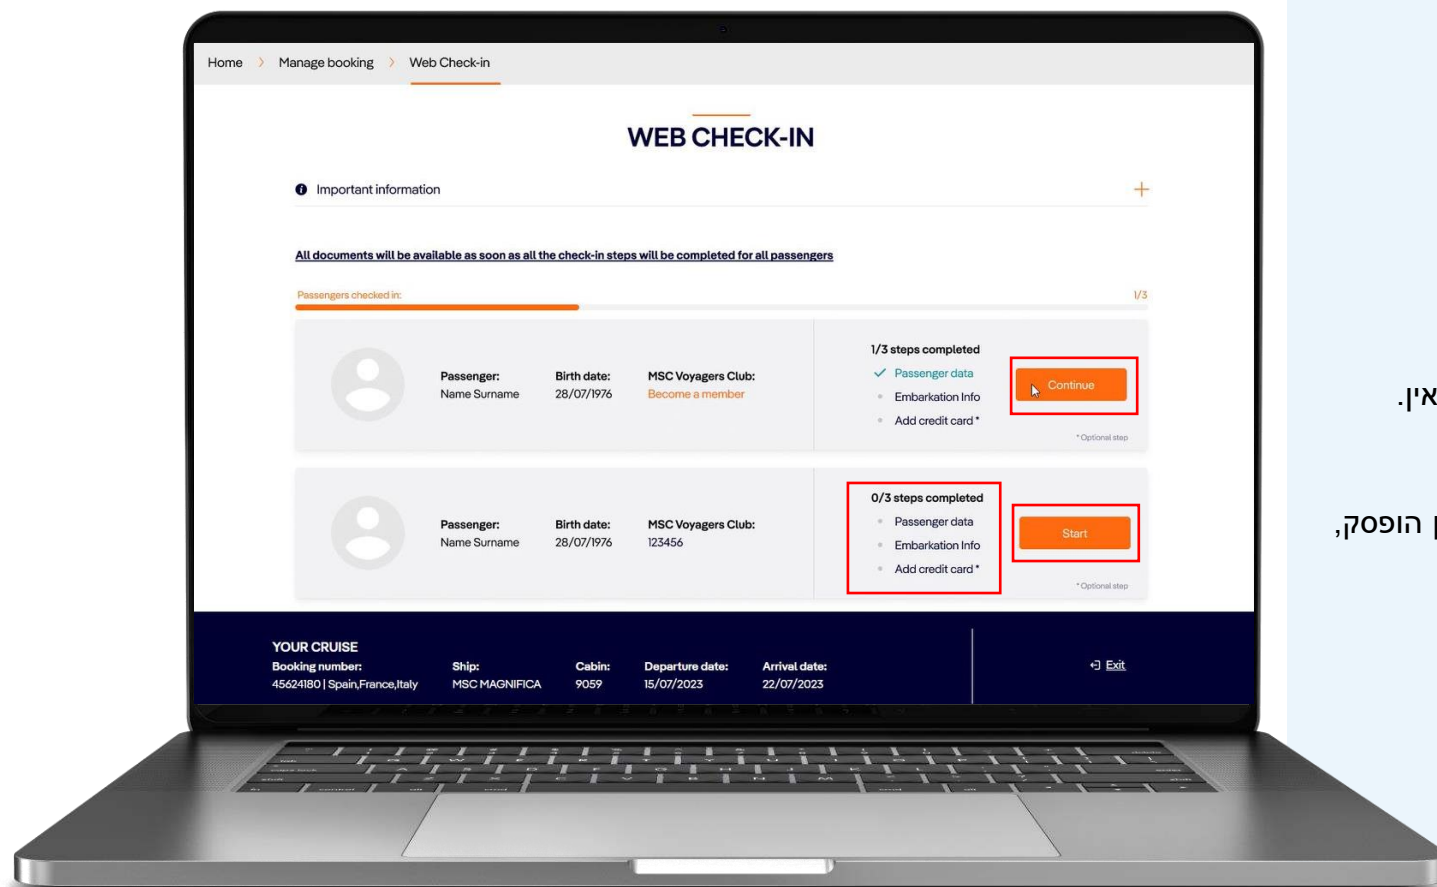 Home > Manage booking > Web Check-in
WEB CHECK-IN
Important information
All documents will be available as soon as all the check-in steps will be completed for all passengers
Passengers checked in: 1/3
1/3 steps completed
Passenger: Birth date: MSC Voyagers Club:
Name Surname 28/07/1976 Become a member
Passenger data
Embarkation Info
Add credit card *
Continue
* Optional step
0/3 steps completed
Passenger: Birth date: MSC Voyagers Club:
Name Surname 28/07/1976 123456
Passenger data
Embarkation Info
Add credit card *
Start
* Optional step
YOUR CRUISE
Booking number: Ship: Cabin: Departure date: Arrival date:
45624180 | Spain,France,Italy MSC MAGNIFICA 9059 15/07/2023 22/07/2023
Exit
אין.
הופסק,